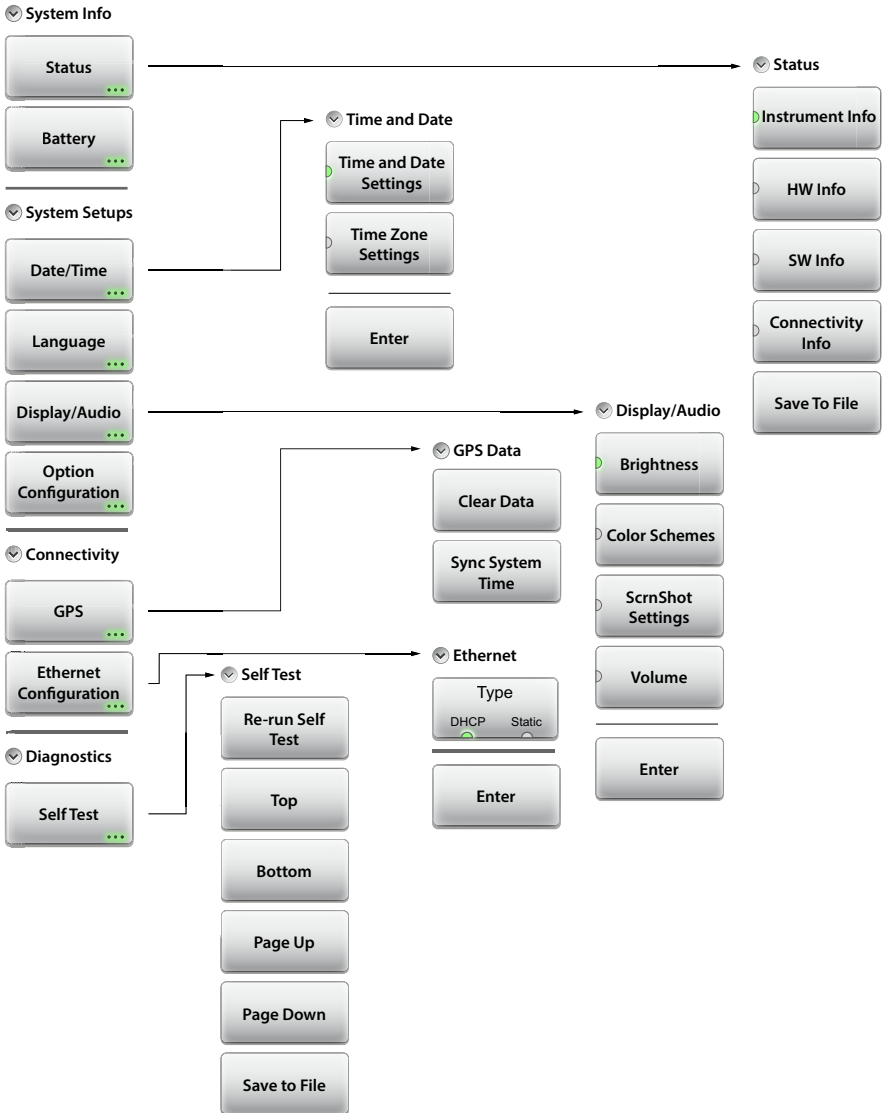 System Info
Status
Battery
System Setups
Date/Time
Language
Display/Audio
Option
Configuration
Connectivity
GPS
Ethernet
Configuration
Diagnostics
Self Test
Time and Date
Time and Date
Settings
Time Zone
Settings
Enter
Self Test
Re-run Self
Test
Top
Bottom
Page Up
Page Down
Save to File
GPS Data
Clear Data
Sync System
Time
Ethernet
Type
DHCP Static
Enter
Display/Audio
Brightness
Color Schemes
ScrnShot
Settings
Volume
Enter
Status
Instrument Info
HW Info
SW Info
Connectivity
Info
Save To File